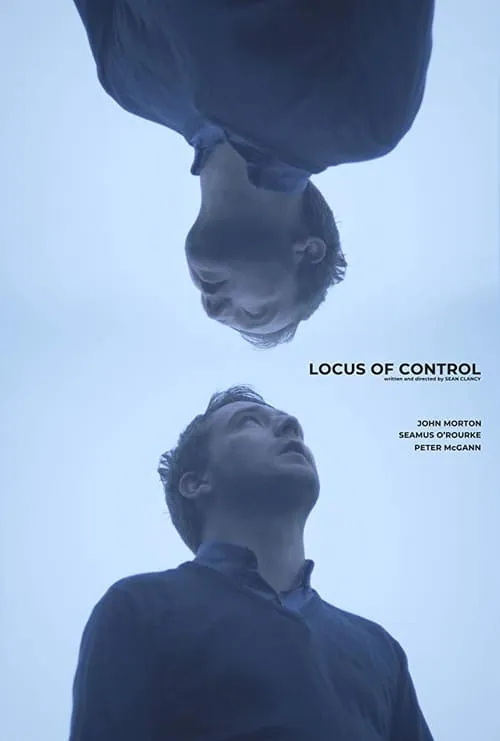 LOCUS OF CONTROL
written and directed by SEAN CLANCY
JOHN MORTON
SEAMUS O'ROURKE
PETER McGANN